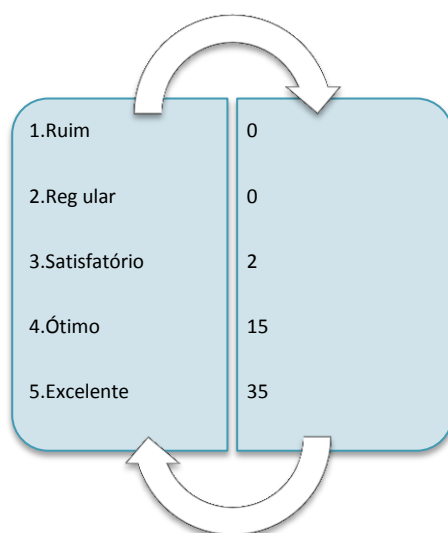 1.Ruim 0
2.Reg ular 0
3.Satisfatório 2
4.Ótimo 15
5.Excelente 35